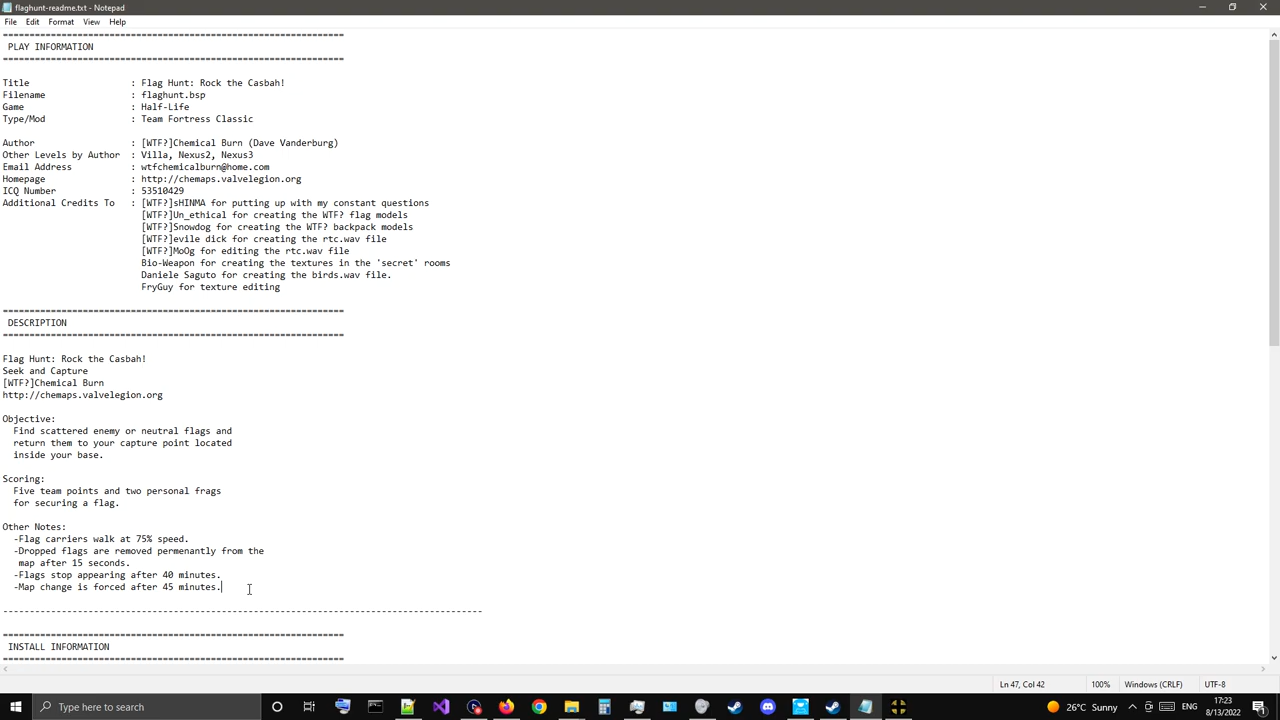 flaghunt-readme.txt - Notepad
File Edit Format View Help
================================================================
PLAY INFORMATION
================================================================
Title : Flag Hunt: Rock the Casbah!
Filename : flaghunt.bsp
Game : Half-Life
Type/Mod : Team Fortress Classic
Author : [WTF?]Chemical Burn (Dave Vanderburg)
Other Levels by Author : Villa, Nexus2, Nexus3
Email Address : wtfchemicalburn@home.com
Homepage : http://chemaps.valvelegion.org
ICQ Number : 53510429
Additional Credits To : [WTF?]sHINMA for putting up with my constant questions
[WTF?]Un_ethical for creating the WTF? flag models
[WTF?]Snowdog for creating the WTF? backpack models
[WTF?]evile dick for creating the rtc.wav file
[WTF?]MoOg for editing the rtc.wav file
Bio-Weapon for creating the textures in the 'secret' rooms
Daniele Saguto for creating the birds.wav file.
FryGuy for texture editing
================================================================
DESCRIPTION
================================================================
Flag Hunt: Rock the Casbah!
Seek and Capture
[WTF?]Chemical Burn
http://chemaps.valvelegion.org
Objective:
Find scattered enemy or neutral flags and
return them to your capture point located
inside your base.
Scoring:
Five team points and two personal frags
for securing a flag.
Other Notes:
-Flag carriers walk at 75% speed.
-Dropped flags are removed permenantly from the
map after 15 seconds.
-Flags stop appearing after 40 minutes.
-Map change is forced after 45 minutes.
------------------------------------------------------------------------------------------
================================================================
INSTALL INFORMATION
================================================================
Ln 47, Col 42 100% Windows (CRLF) UTF-8
Type here to search
26°C Sunny
ENG
17:23
8/13/2022